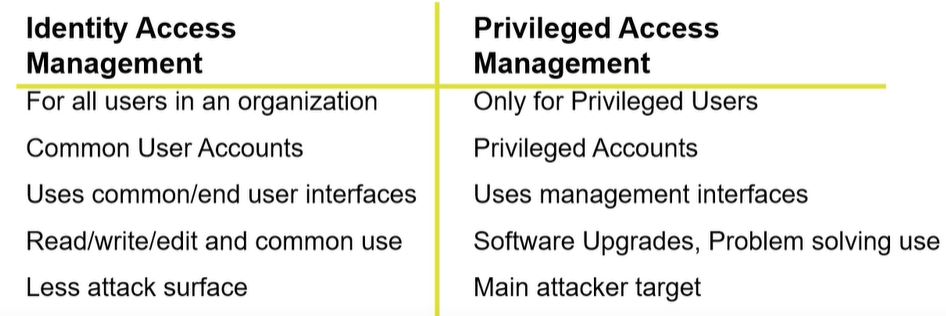 Identity Access
Management
Privileged Access
Management
For all users in an organization
Only for Privileged Users
Common User Accounts
Privileged Accounts
Uses common/end user interfaces
Uses management interfaces
Read/write/edit and common use
Software Upgrades, Problem solving use
Less attack surface
Main attacker target